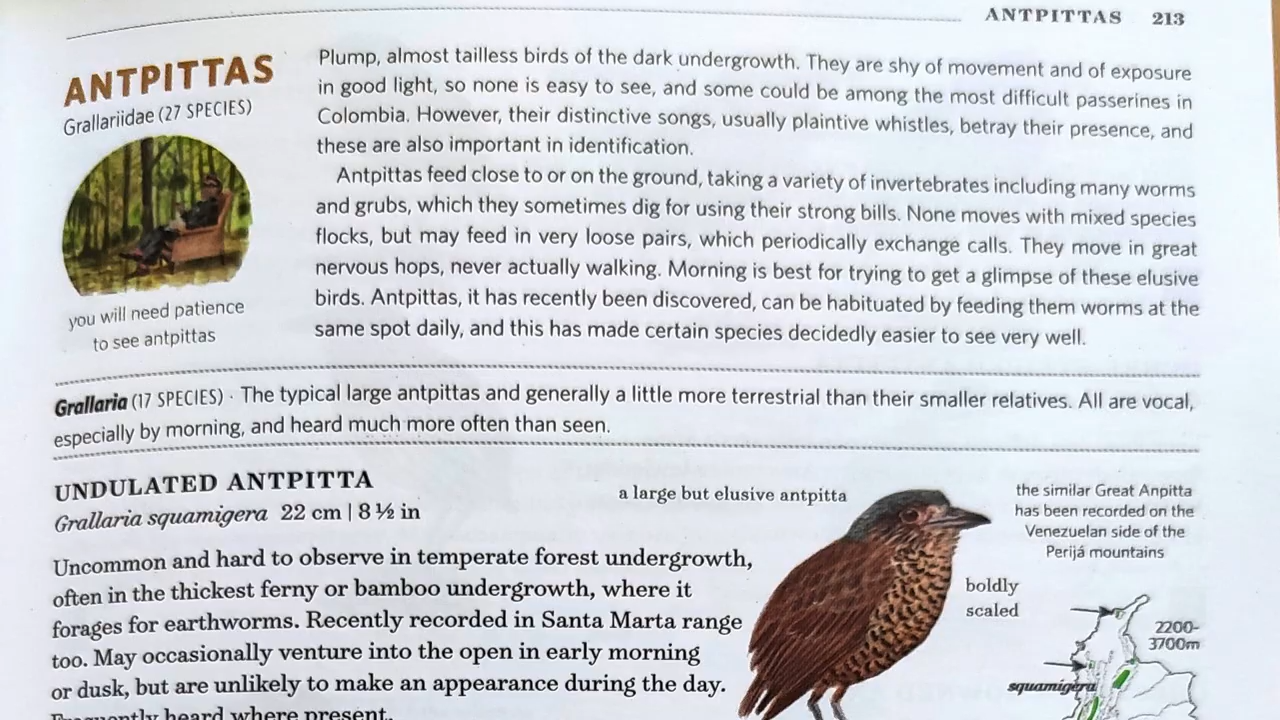 ANTPITTAS 213
ANTPITTAS
Grallariidae (27 SPECIES)
you will need patience
to see antpittas
Plump, almost tailless birds of the dark undergrowth. They are shy of movement and of exposure
in good light, so none is easy to see, and some could be among the most difficult passerines in
Colombia. However, their distinctive songs, usually plaintive whistles, betray their presence, and
these are also important in identification.
Antpittas feed close to or on the ground, taking a variety of invertebrates including many worms
and grubs, which they sometimes dig for using their strong bills. None moves with mixed species
flocks, but may feed in very loose pairs, which periodically exchange calls. They move in great
nervous hops, never actually walking. Morning is best for trying to get a glimpse of these elusive
birds. Antpittas, it has recently been discovered, can be habituated by feeding them worms at the
same spot daily, and this has made certain species decidedly easier to see very well.
Grallaria (17 SPECIES) · The typical large antpittas and generally a little more terrestrial than their smaller relatives. All are vocal,
especially by morning, and heard much more often than seen.
UNDULATED ANTPITTA
Grallaria squamigera 22 cm | 8 ½ in
Uncommon and hard to observe in temperate forest undergrowth,
often in the thickest ferny or bamboo undergrowth, where it
forages for earthworms. Recently recorded in Santa Marta range
too. May occasionally venture into the open in early morning
or dusk, but are unlikely to make an appearance during the day.
Frequently heard where present.
a large but elusive antpitta
boldly
scaled
the similar Great Anpitta
has been recorded on the
Venezuelan side of the
Perijá mountains
2200-
3700m
squamigera